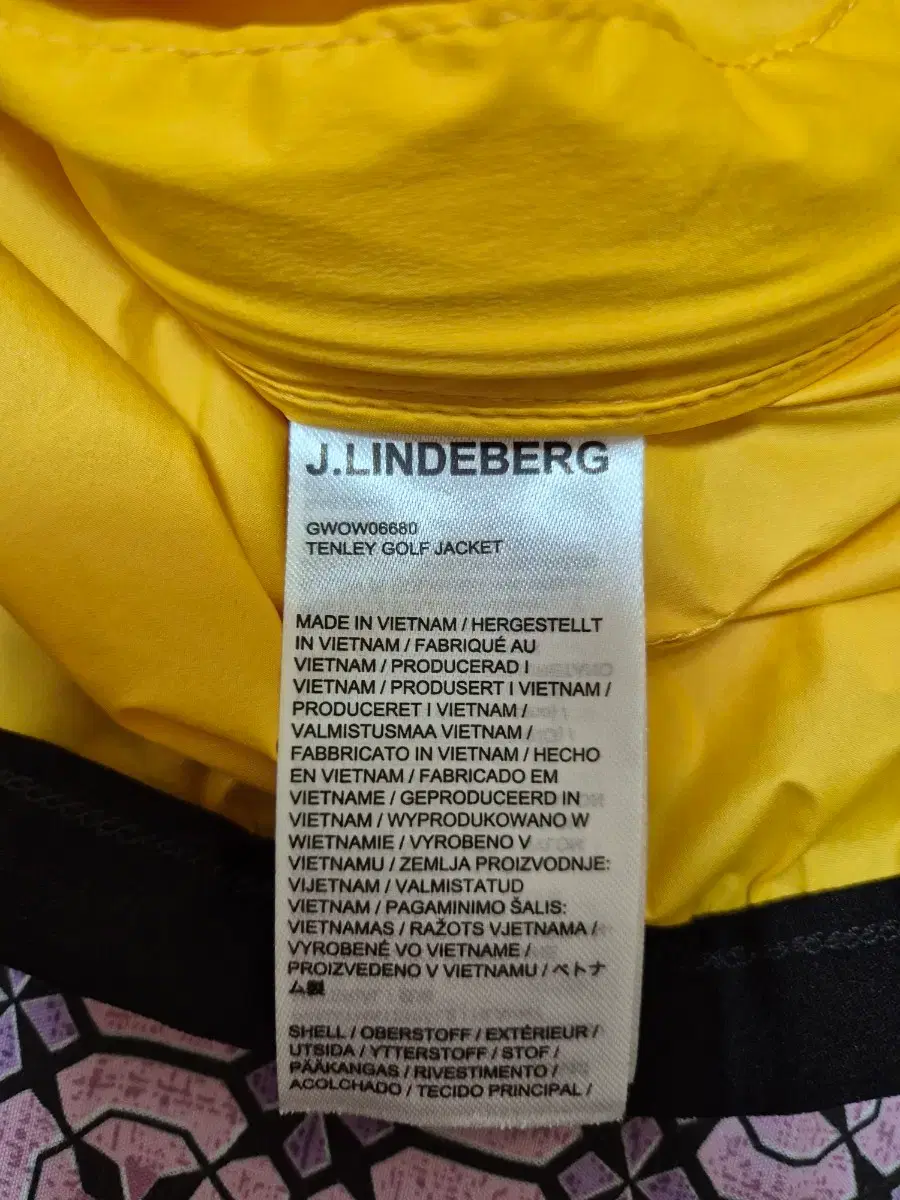 J.LINDEBERG
GWOW06680
TENLEY GOLF JACKET
MADE IN VIETNAM / HERGESTELLT
IN VIETNAM / FABRIQUÉ AU
VIETNAM / PRODUCERAD I
VIETNAM / PRODUSERT I VIETNAM /
PRODUCERET I VIETNAM /
VALMISTUSMAA VIETNAM /
FABBRICATO IN VIETNAM / HECHO
EN VIETNAM / FABRICADO EM
VIETNAME / GEPRODUCEERD IN
VIETNAM / WYPRODUKOWANO W
WIETNAMIE / VYROBENO V
VIETNAMU / ZEMLJA PROIZVODNJE:
VIJETNAM / VALMISTATUD
VIETNAM / PAGAMINIMO ŠALIS:
VIETNAMAS / RAŽOTS VJETNAMA /
VYROBENÉ VO VIETNAME /
PROIZVEDENO V VIETNAMU / ベトナ
ム製
SHELL / OBERSTOFF / EXTÉRIEUR /
UTSIDA / YTTERSTOFF / STOF /
PÄÄKANGAS / RIVESTIMENTO /
ACOLCHADO / TECIDO PRINCIPAL /